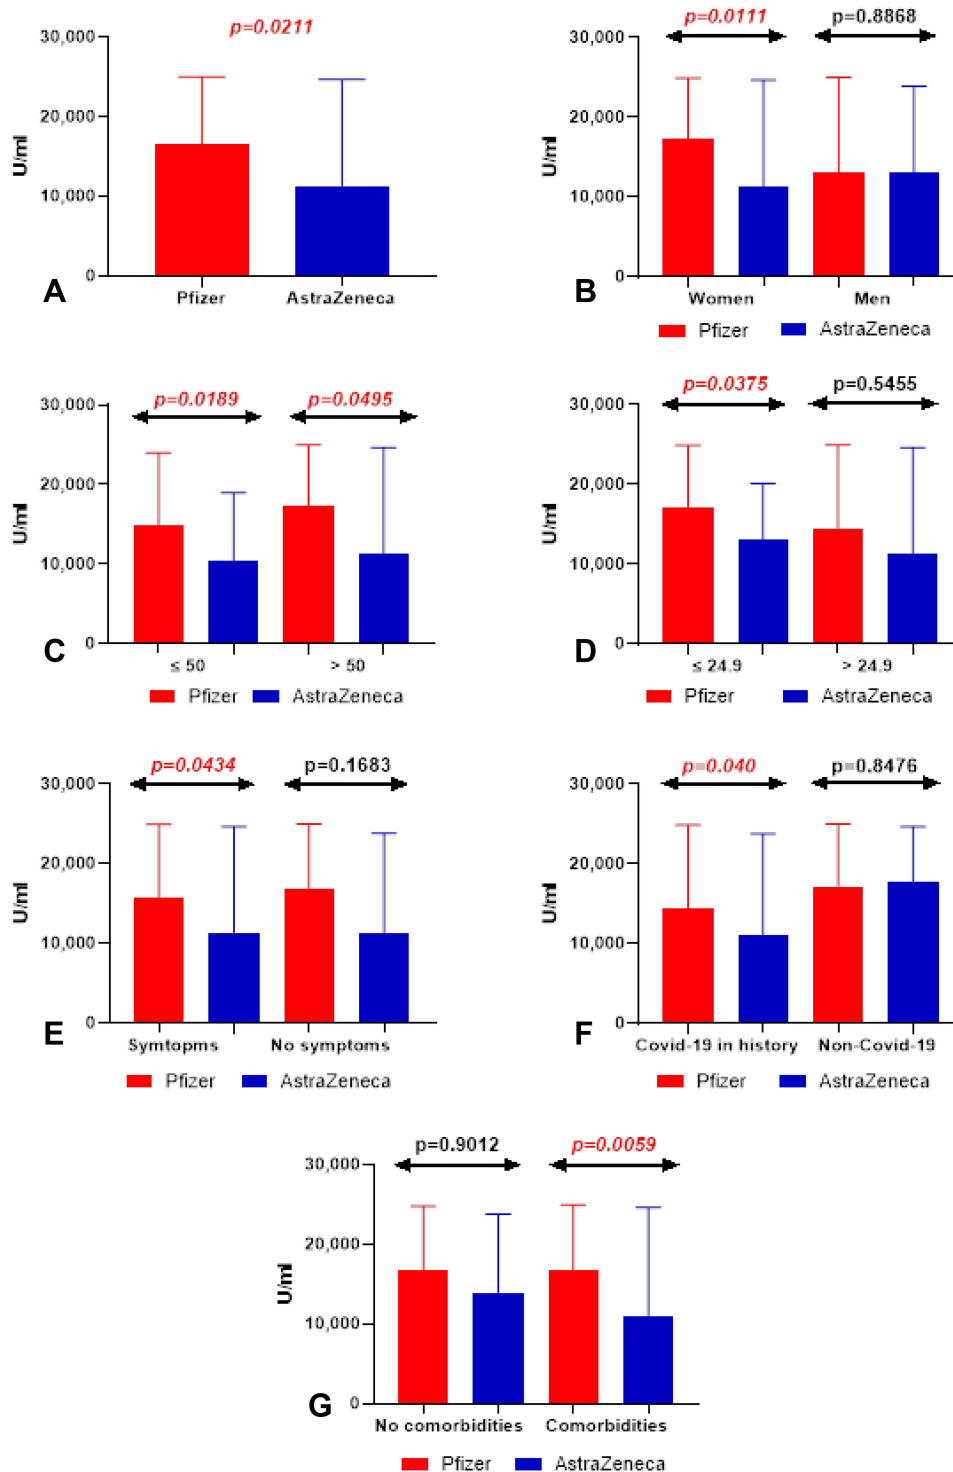 p=0.0211
30,000
20,000
10,000
0
U/ml
A
Pfizer AstraZeneca
p=0.0111 p=0.8868
30,000
20,000
10,000
0
U/ml
B
Women Men
Pfizer AstraZeneca
p=0.0189 p=0.0495
30,000
20,000
10,000
0
U/ml
C
≤ 50 > 50
Pfizer AstraZeneca
p=0.0375 p=0.5455
30,000
20,000
10,000
0
U/ml
D
≤ 24.9 > 24.9
Pfizer AstraZeneca
p=0.0434 p=0.1683
30,000
20,000
10,000
0
U/ml
E
Symtopms No symptoms
Pfizer AstraZeneca
p=0.040 p=0.8476
30,000
20,000
10,000
0
U/ml
F
Covid-19 in history Non-Covid-19
Pfizer AstraZeneca
p=0.9012 p=0.0059
30,000
20,000
10,000
0
U/ml
G
No comorbidities Comorbidities
Pfizer AstraZeneca